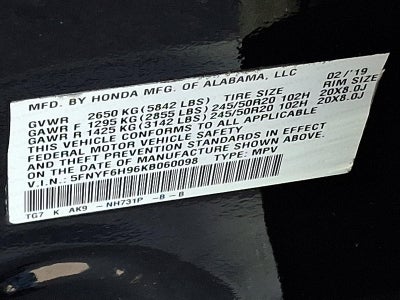 MFD. BY HONDA MFG. OF ALABAMA, LLC 02/'19
GVWR 2650 KG (5842 LBS) TIRE SIZE RIM SIZE
GAWR F 1295 KG (2855 LBS) 245/50R20 102H 20X8.0J
GAWR R 1425 KG (3142 LBS) 245/50R20 102H 20X8.0J
THIS VEHICLE CONFORMS TO ALL APPLICABLE
FEDERAL MOTOR VEHICLE SAFETY
AND THEFT PREVENTION STANDARDS IN EFFECT
ON THE DATE OF MANUFACTURE SHOWN ABOVE.
V.I.N.: 5FNYF6H96KB060098 TYPE: MPV
TG7 K AK9 - NH731P -B -B